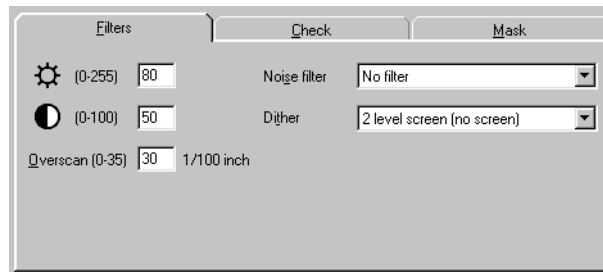 Filters Check Mask
(0-255) 80 Noise filter No filter
(0-100) 50 Dither 2 level screen (no screen)
Overscan (0-35) 30 1/100 inch